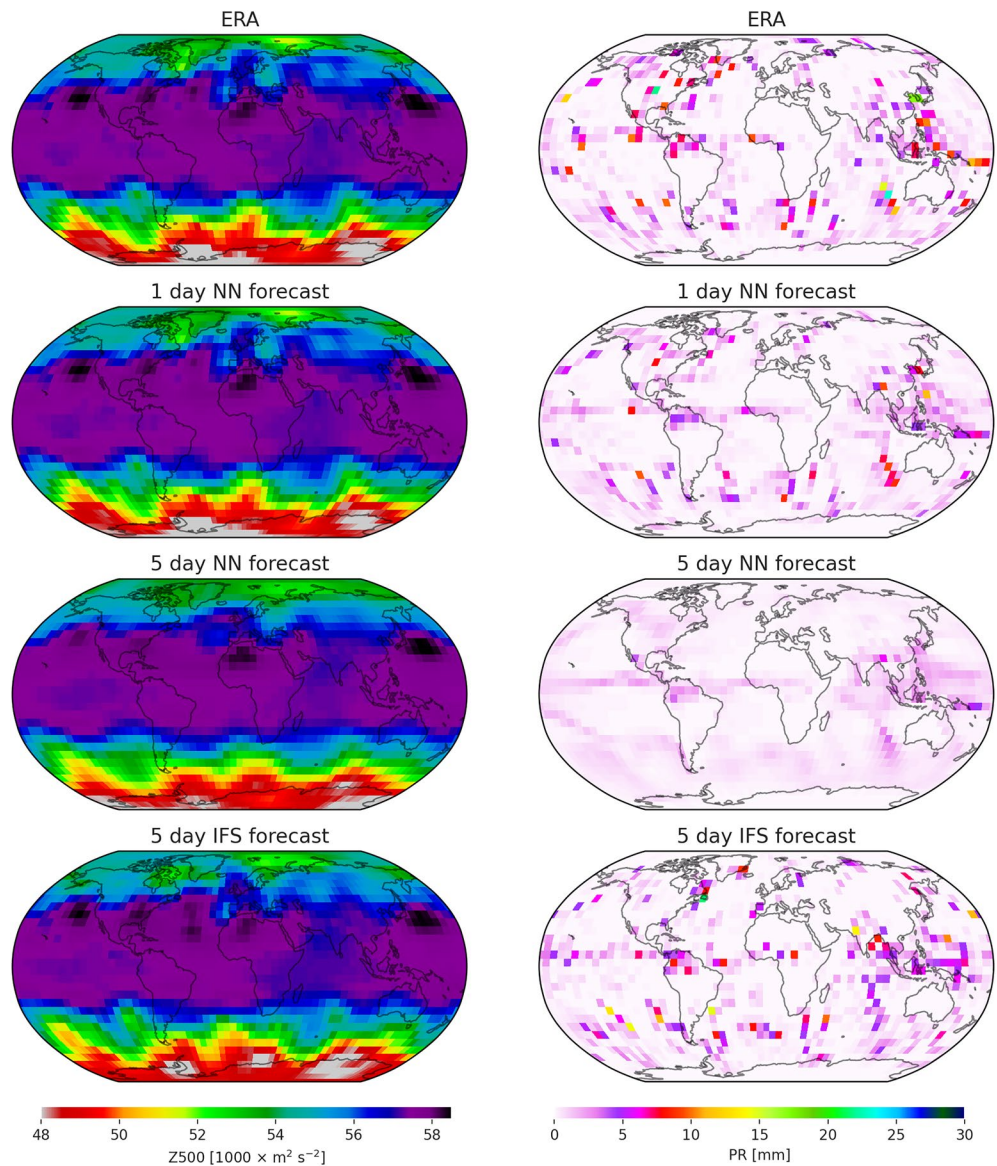 ERA
ERA
1 day NN forecast
1 day NN forecast
5 day NN forecast
5 day NN forecast
5 day IFS forecast
5 day IFS forecast
48 50 52 54 56 58
Z500 [1000 × m² s⁻²]
0 5 10 15 20 25 30
PR [mm]